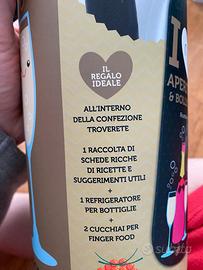 IL
REGALO
IDEALE
ALL'INTERNO
DELLA CONFEZIONE
TROVERETE
1 RACCOLTA DI
SCHEDE RICCHE
DI RICETTE E
SUGGERIMENTI UTILI
+
1 REFRIGERATORE
PER BOTTIGLIE
+
2 CUCCHIAI PER
FINGER FOOD
I
APER
& BOLL
subito